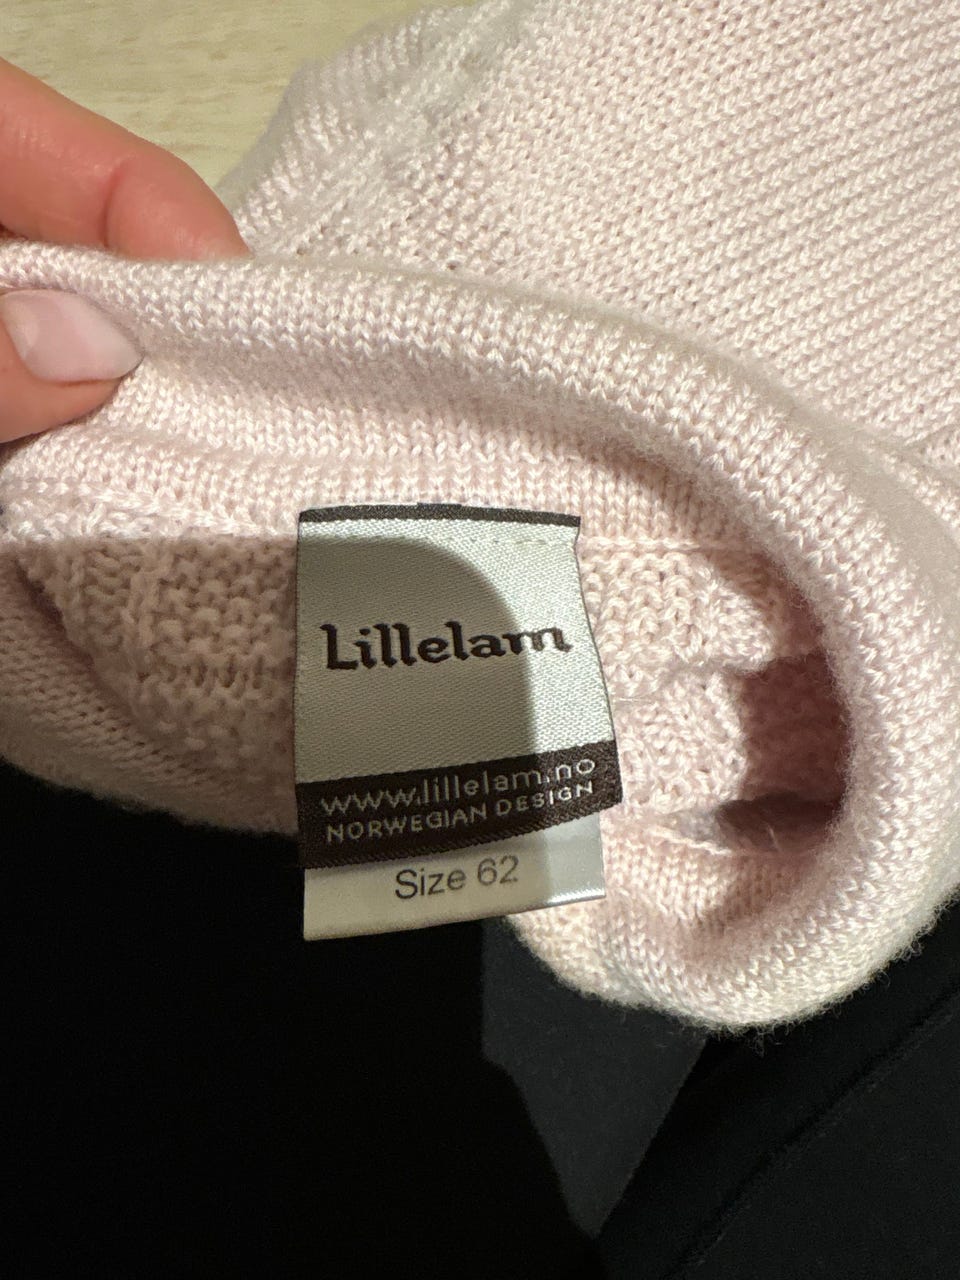 Lillelam
www.lillelam.no
NORWEGIAN DESIGN
Size 62